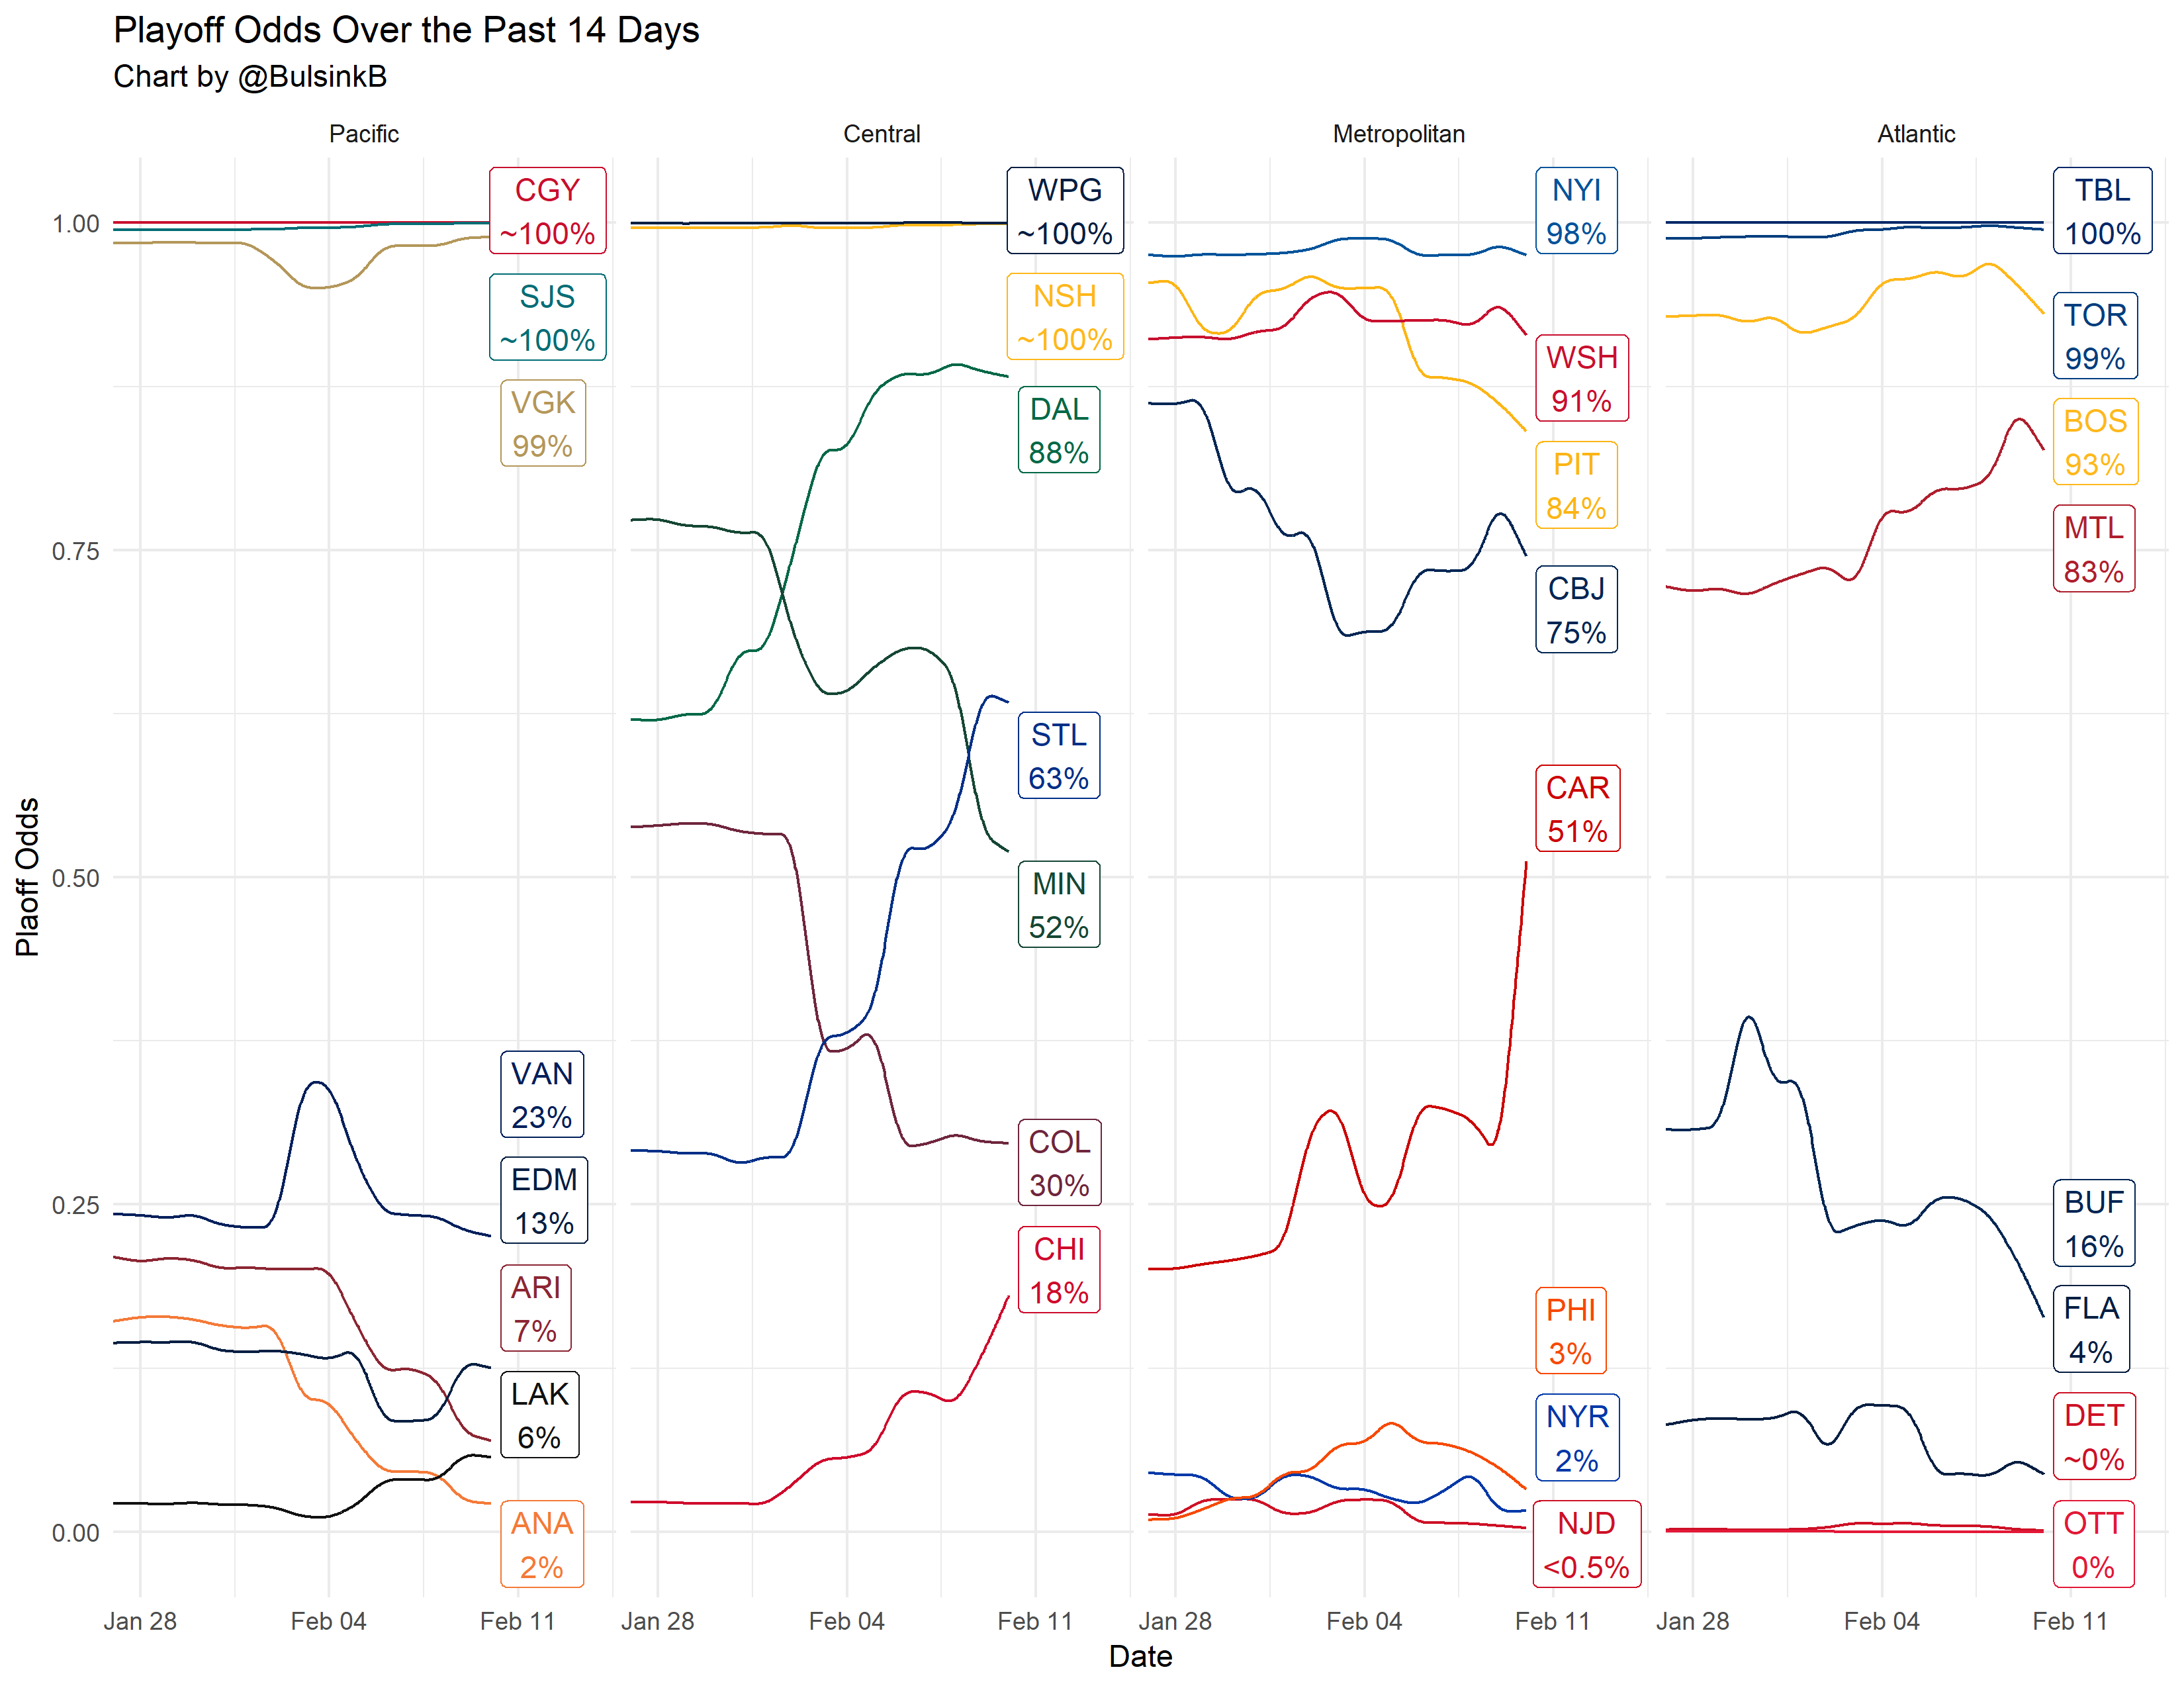 Playoff Odds Over the Past 14 Days
Chart by @BulsinkB
Pacific
Central
Metropolitan
Atlantic
Plaoff Odds
1.00
0.75
0.50
0.25
0.00
CGY
~100%
SJS
~100%
VGK
99%
VAN
23%
EDM
13%
ARI
7%
LAK
6%
ANA
2%
WPG
~100%
NSH
~100%
DAL
88%
STL
63%
MIN
52%
COL
30%
CHI
18%
NYI
98%
WSH
91%
PIT
84%
CBJ
75%
CAR
51%
PHI
3%
NYR
2%
NJD
<0.5%
TBL
100%
TOR
99%
BOS
93%
MTL
83%
BUF
16%
FLA
4%
DET
~0%
OTT
0%
Jan 28 Feb 04 Feb 11
Jan 28 Feb 04 Feb 11
Jan 28 Feb 04 Feb 11
Jan 28 Feb 04 Feb 11
Date